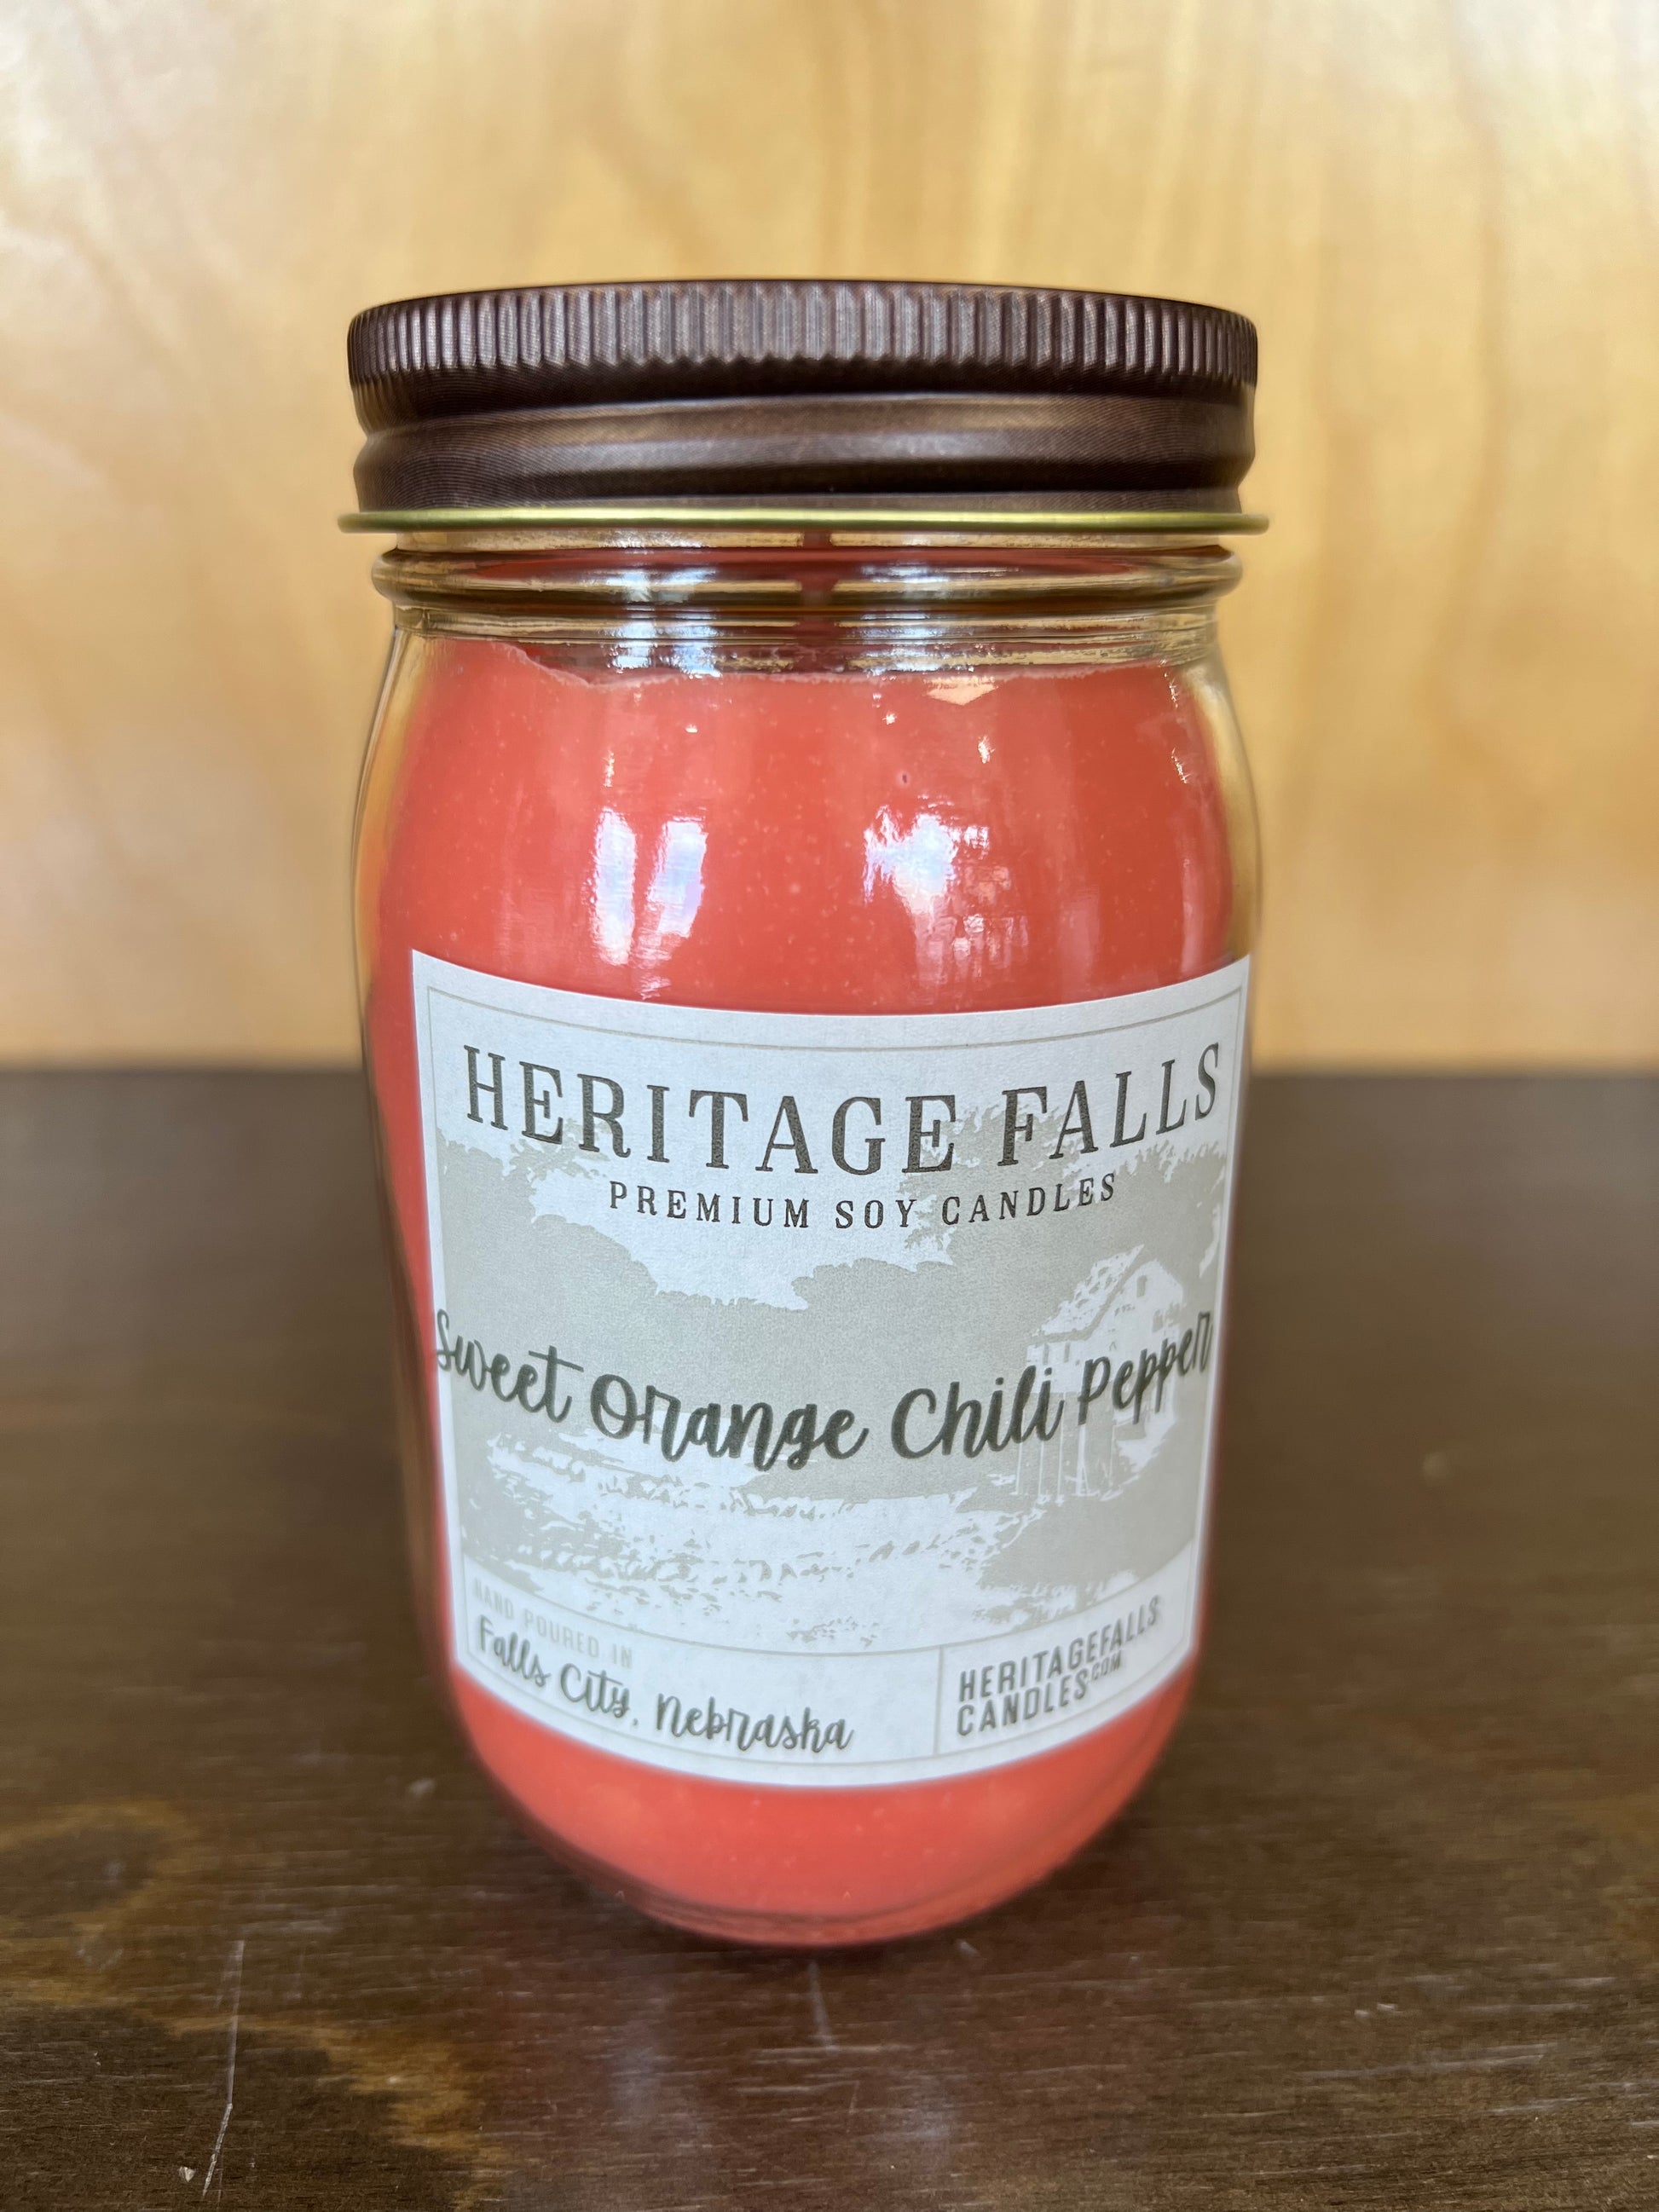 HERITAGE FALLS
PREMIUM SOY CANDLES
Sweet Orange Chili Pepper
HAND POURED IN
Falls City, Nebraska
HERITAGEFALLS
CANDLES.COM